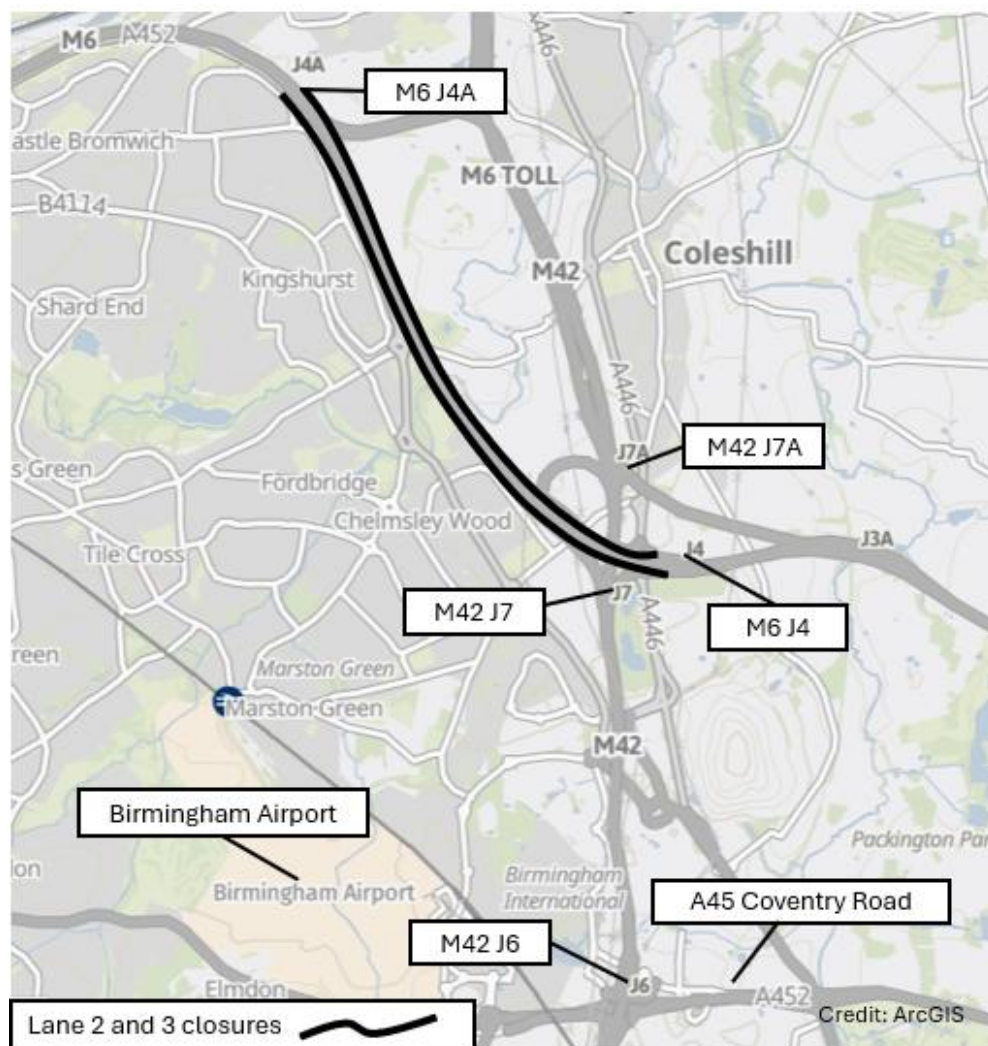 M6
A452
A446
J4A
M6 J4A
astle Bromwich
M6 TOLL
B4114
Coleshill
M42
Kingshurst
Shard End
A446
J7A
M42 J7A
s Green
Fordbridge
Chelmsley Wood
Tile Cross
J4
J3A
M42 J7
J7
A446
M6 J4
reen
Marston Green
Marston Green
M42
Birmingham Airport
Packington Par
don
Birmingham Airport
Birmingham
International
A45 Coventry Road
M42 J6
J6
Elmdon
A452
Lane 2 and 3 closures
Credit: ArcGIS